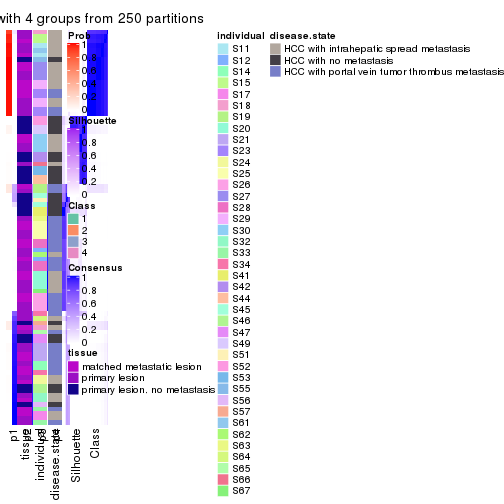 with 4 groups from 250 partitions
Prob
1
0.8
0.6
0.4
0.2
0
Silhouette
1
0.8
0.6
0.4
0.2
0
Class
1
2
3
4
Consensus
1
0.8
0.6
0.4
0.2
0
tissue
matched metastatic lesion
primary lesion
primary lesion. no metastasis
individual
S11
S12
S14
S15
S17
S18
S19
S20
S21
S23
S24
S25
S26
S27
S28
S29
S30
S32
S33
S34
S41
S42
S44
S45
S46
S47
S49
S51
S52
S53
S55
S56
S57
S61
S62
S63
S64
S65
S66
S67
disease.state
HCC with intrahepatic spread metastasis
HCC with no metastasis
HCC with portal vein tumor thrombus metastasis
p1
tissue
individual
disease.state
Silhouette
Class